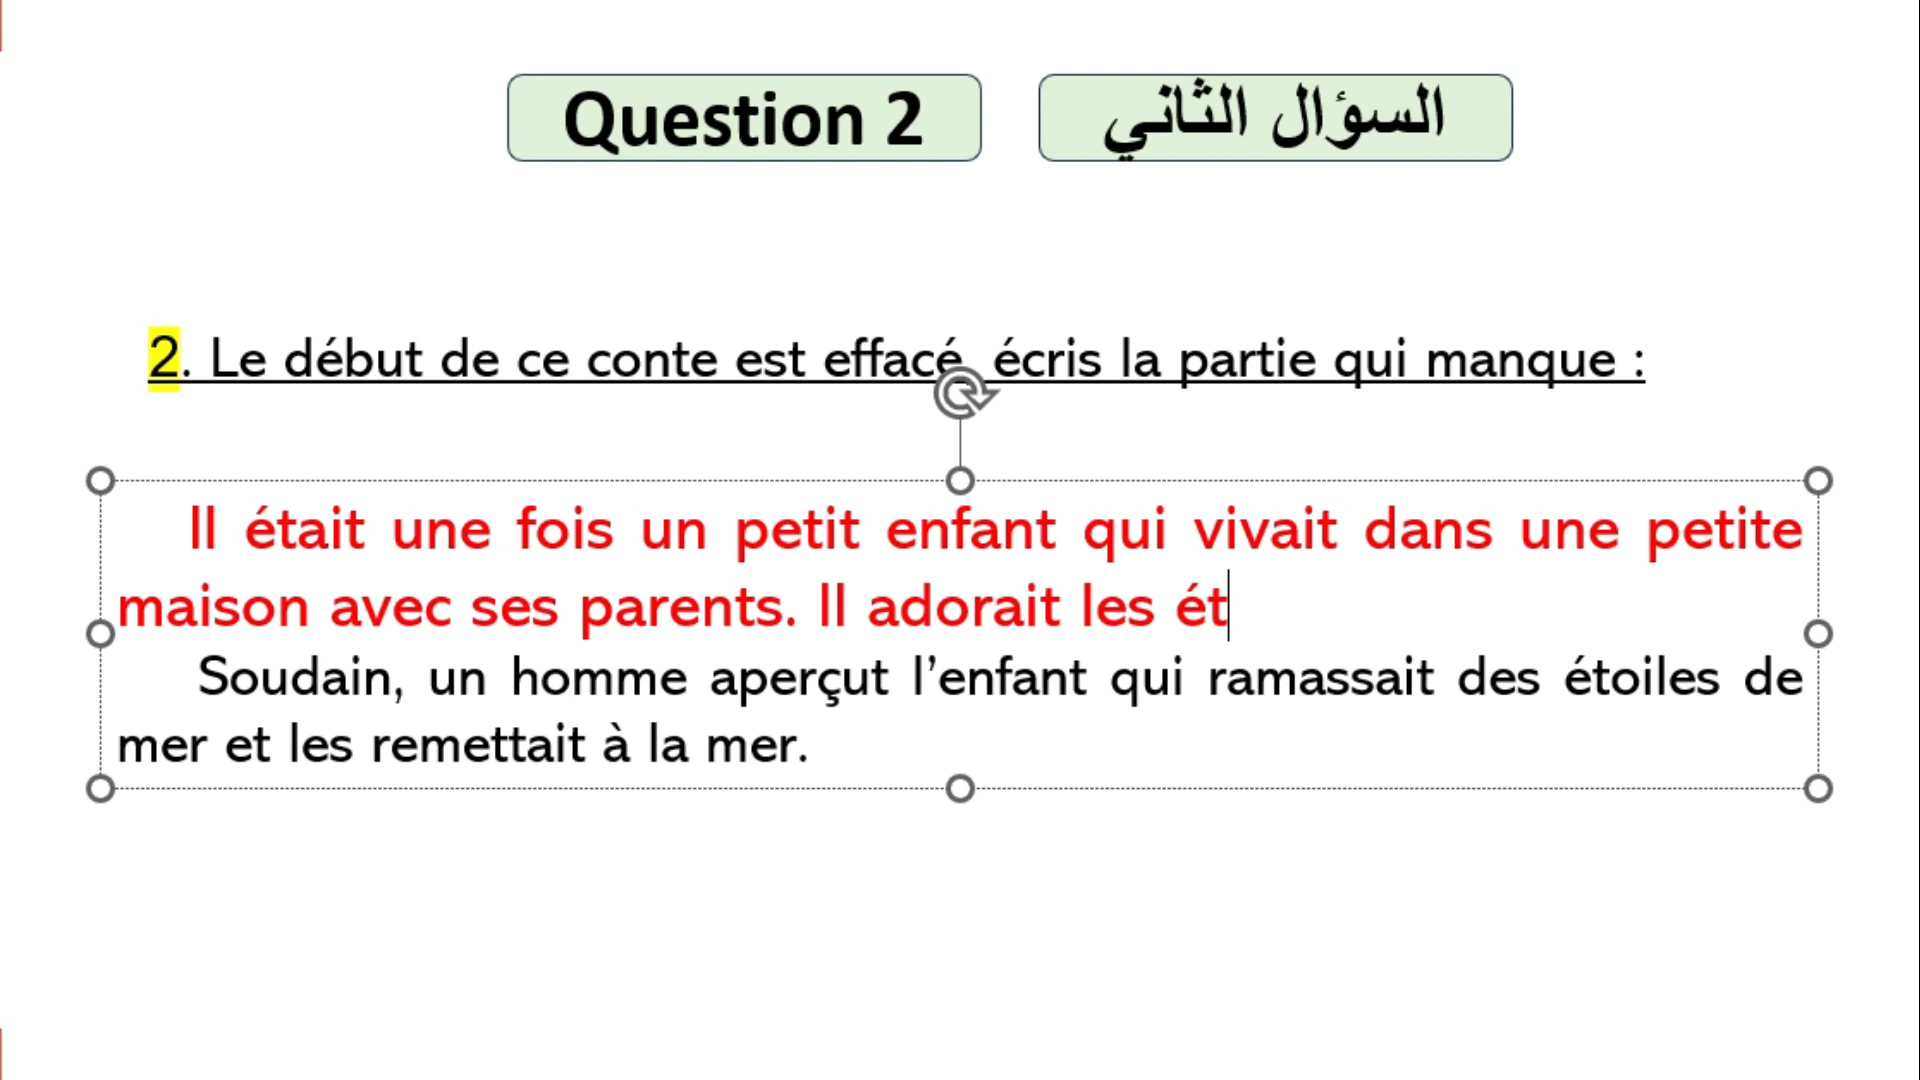 Question 2
السؤال الثاني
2. Le début de ce conte est effacé, écris la partie qui manque :
Il était une fois un petit enfant qui vivait dans une petite
maison avec ses parents. Il adorait les ét
Soudain, un homme aperçut l’enfant qui ramassait des étoiles de
mer et les remettait à la mer.